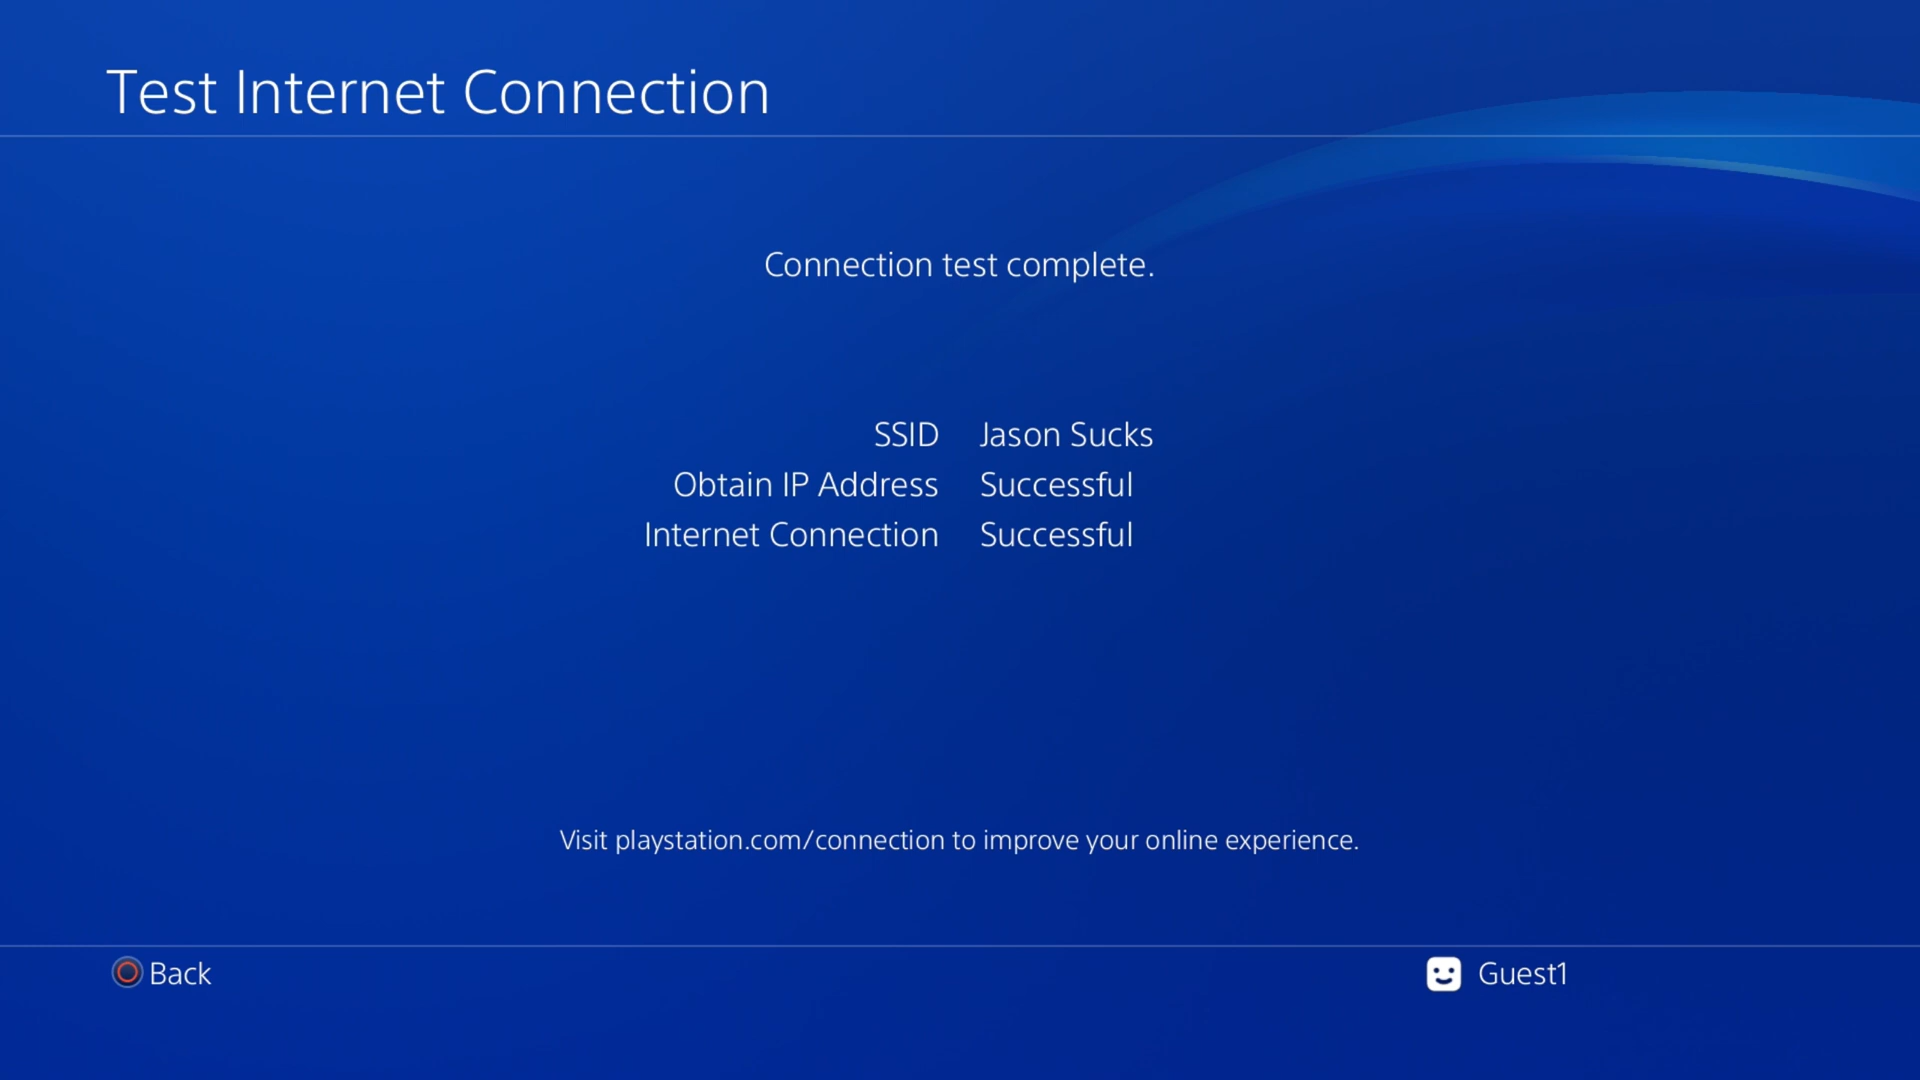 Test Internet Connection
Connection test complete.
SSID Jason Sucks
Obtain IP Address Successful
Internet Connection Successful
Visit playstation.com/connection to improve your online experience.
Back Guest1